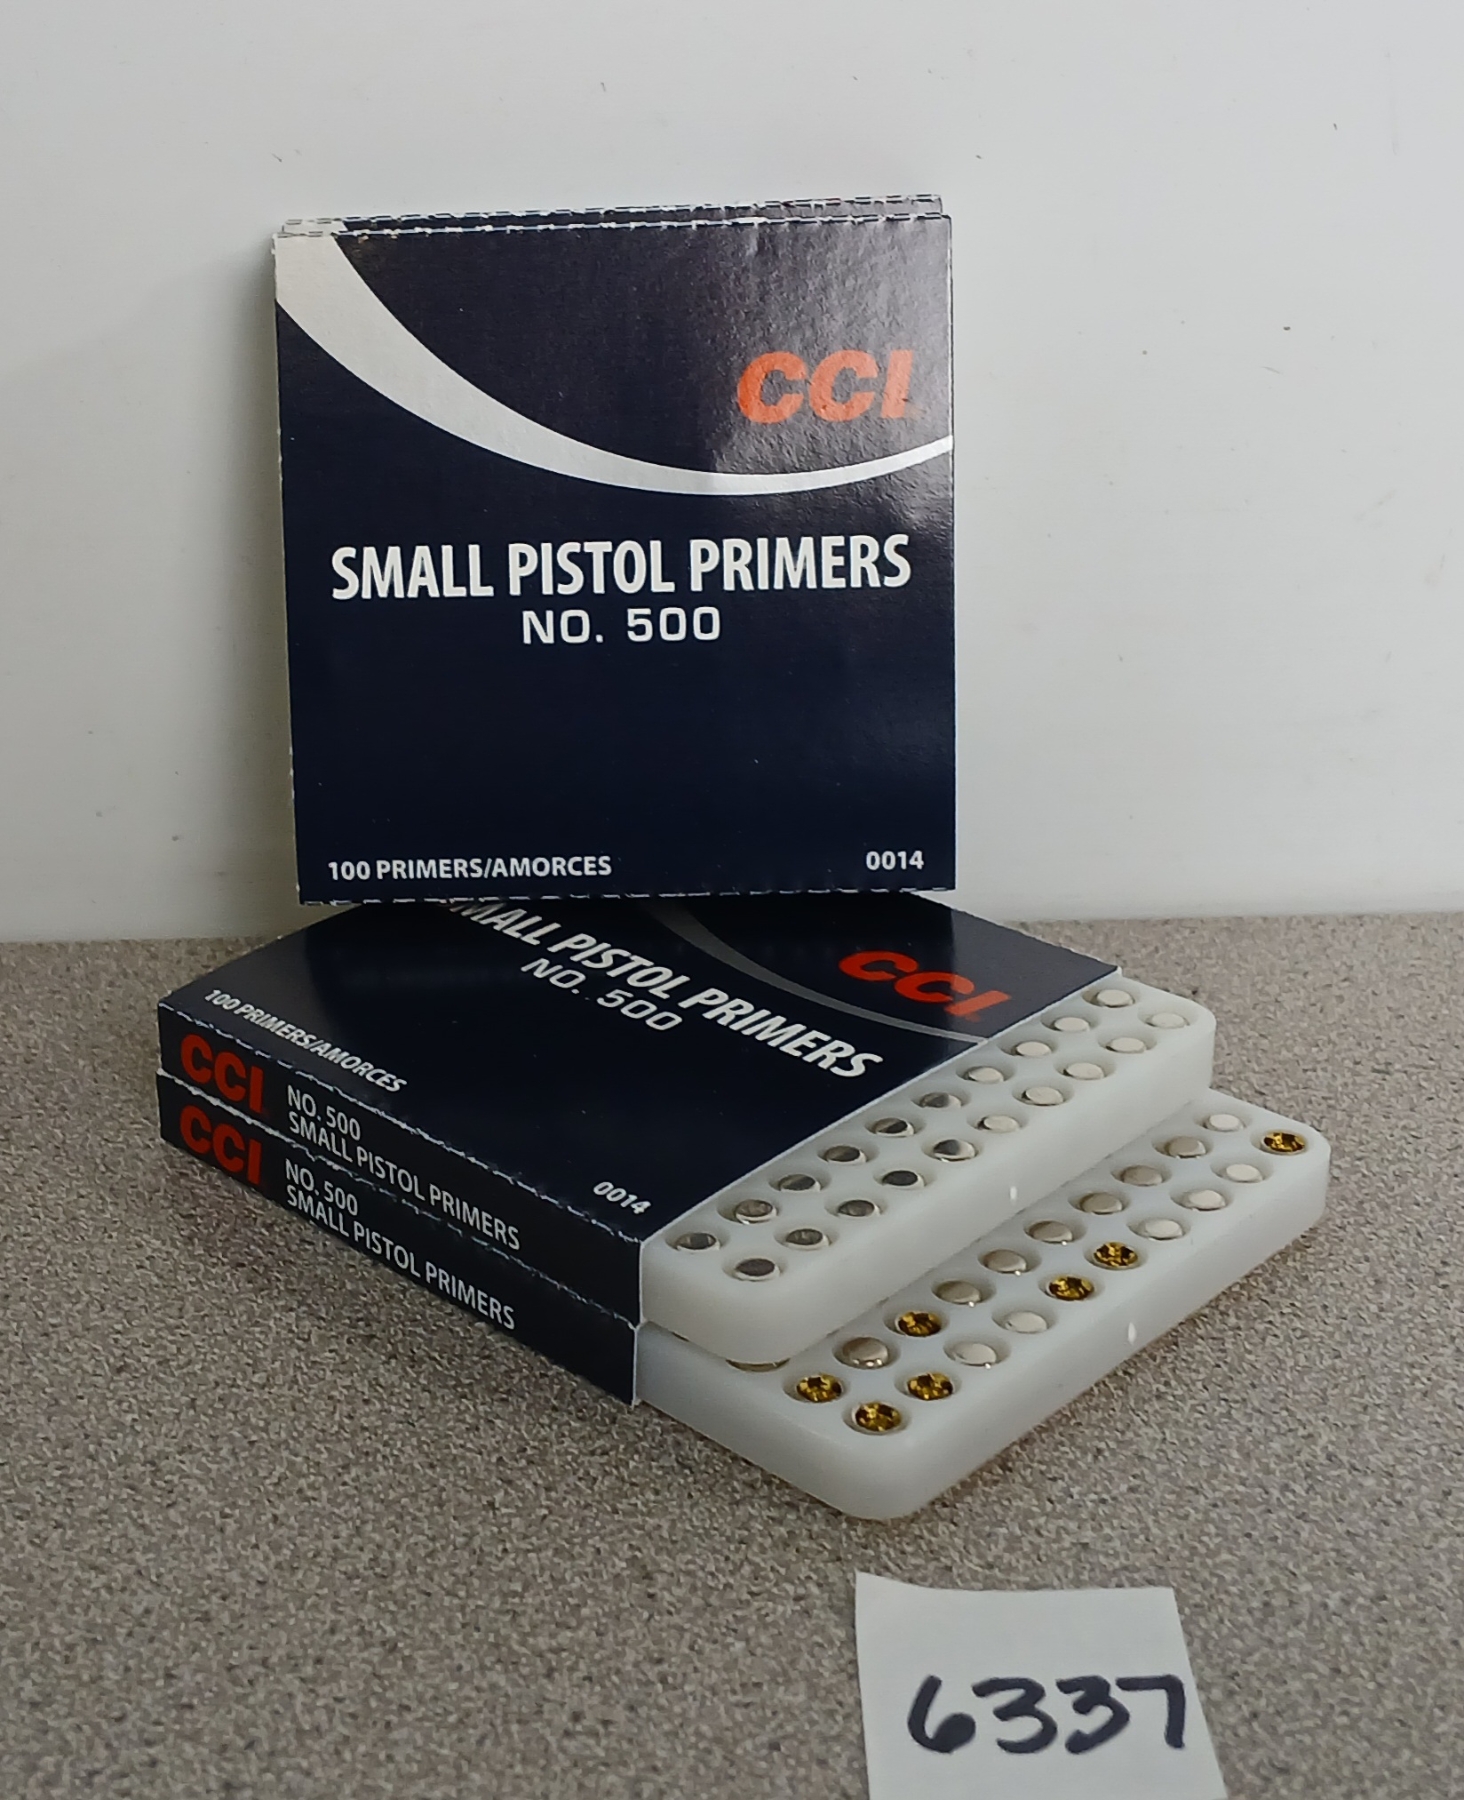 CCI
SMALL PISTOL PRIMERS
NO. 500
100 PRIMERS/AMORCES
0014
CCI
SMALL PISTOL PRIMERS
NO. 500
100 PRIMERS/AMORCES
0014
CCI
NO. 500
SMALL PISTOL PRIMERS
CCI
NO. 500
SMALL PISTOL PRIMERS
6337